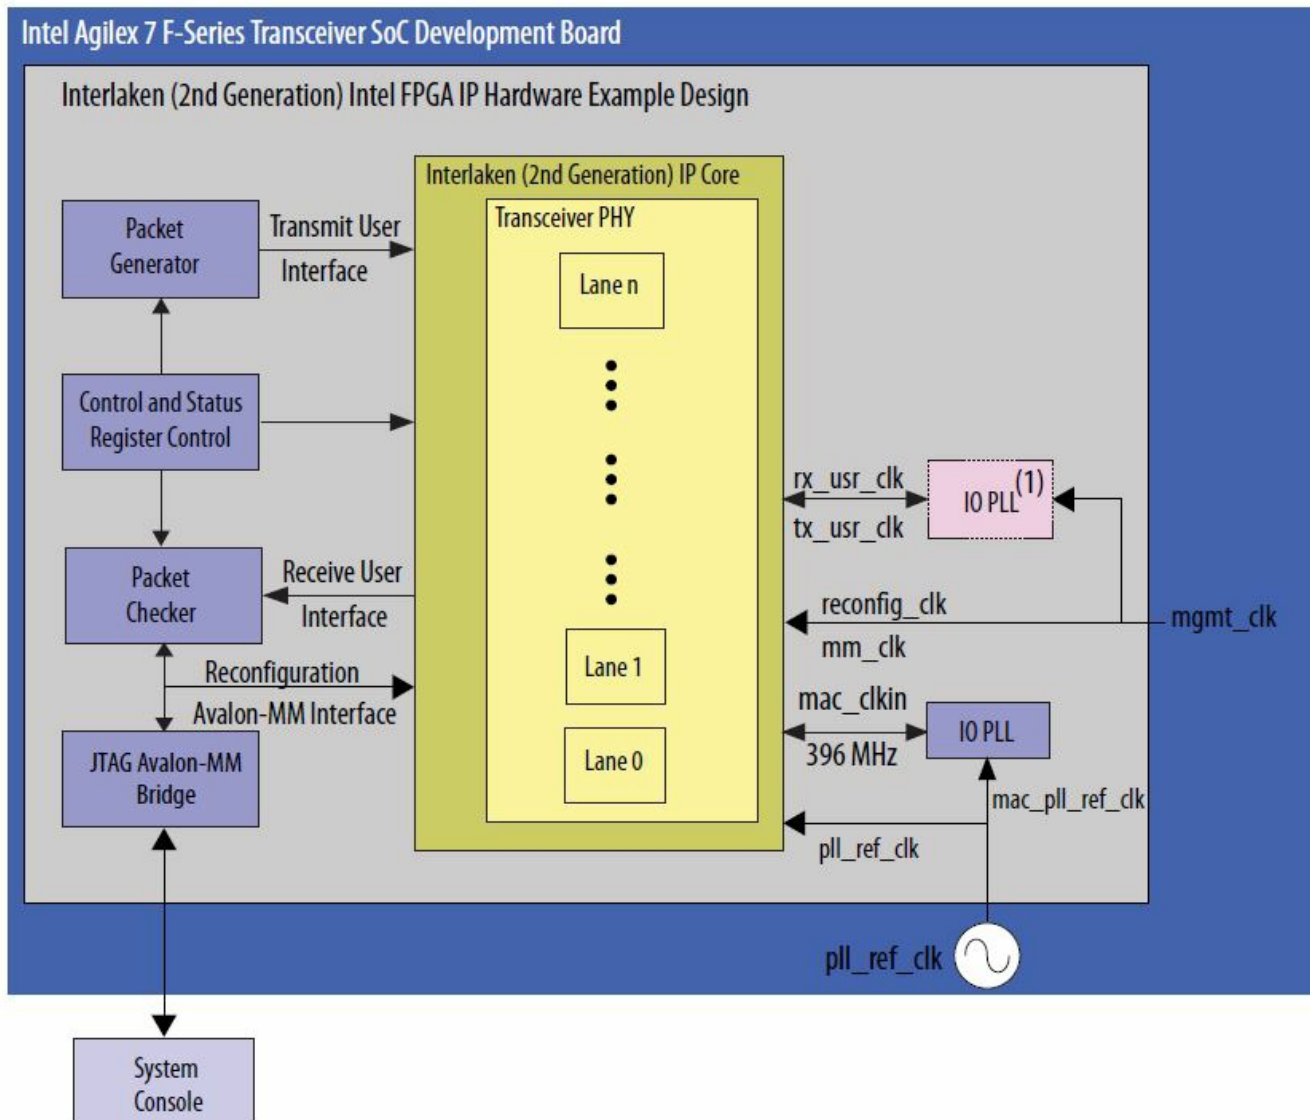 Intel Agilex 7 F-Series Transceiver SoC Development Board
Interlaken (2nd Generation) Intel FPGA IP Hardware Example Design
Interlaken (2nd Generation) IP Core
Transceiver PHY
Packet
Generator
Transmit User
Interface
Lane n
Control and Status
Register Control
rx_usr_clk
tx_usr_clk
IO PLL
(1)
Packet
Checker
Receive User
Interface
reconfig_clk
mm_clk
mgmt_clk
Lane 1
Reconfiguration
Avalon-MM Interface
mac_clkin
396 MHz
IO PLL
JTAG Avalon-MM
Bridge
Lane 0
mac_pll_ref_clk
pll_ref_clk
pll_ref_clk
System
Console